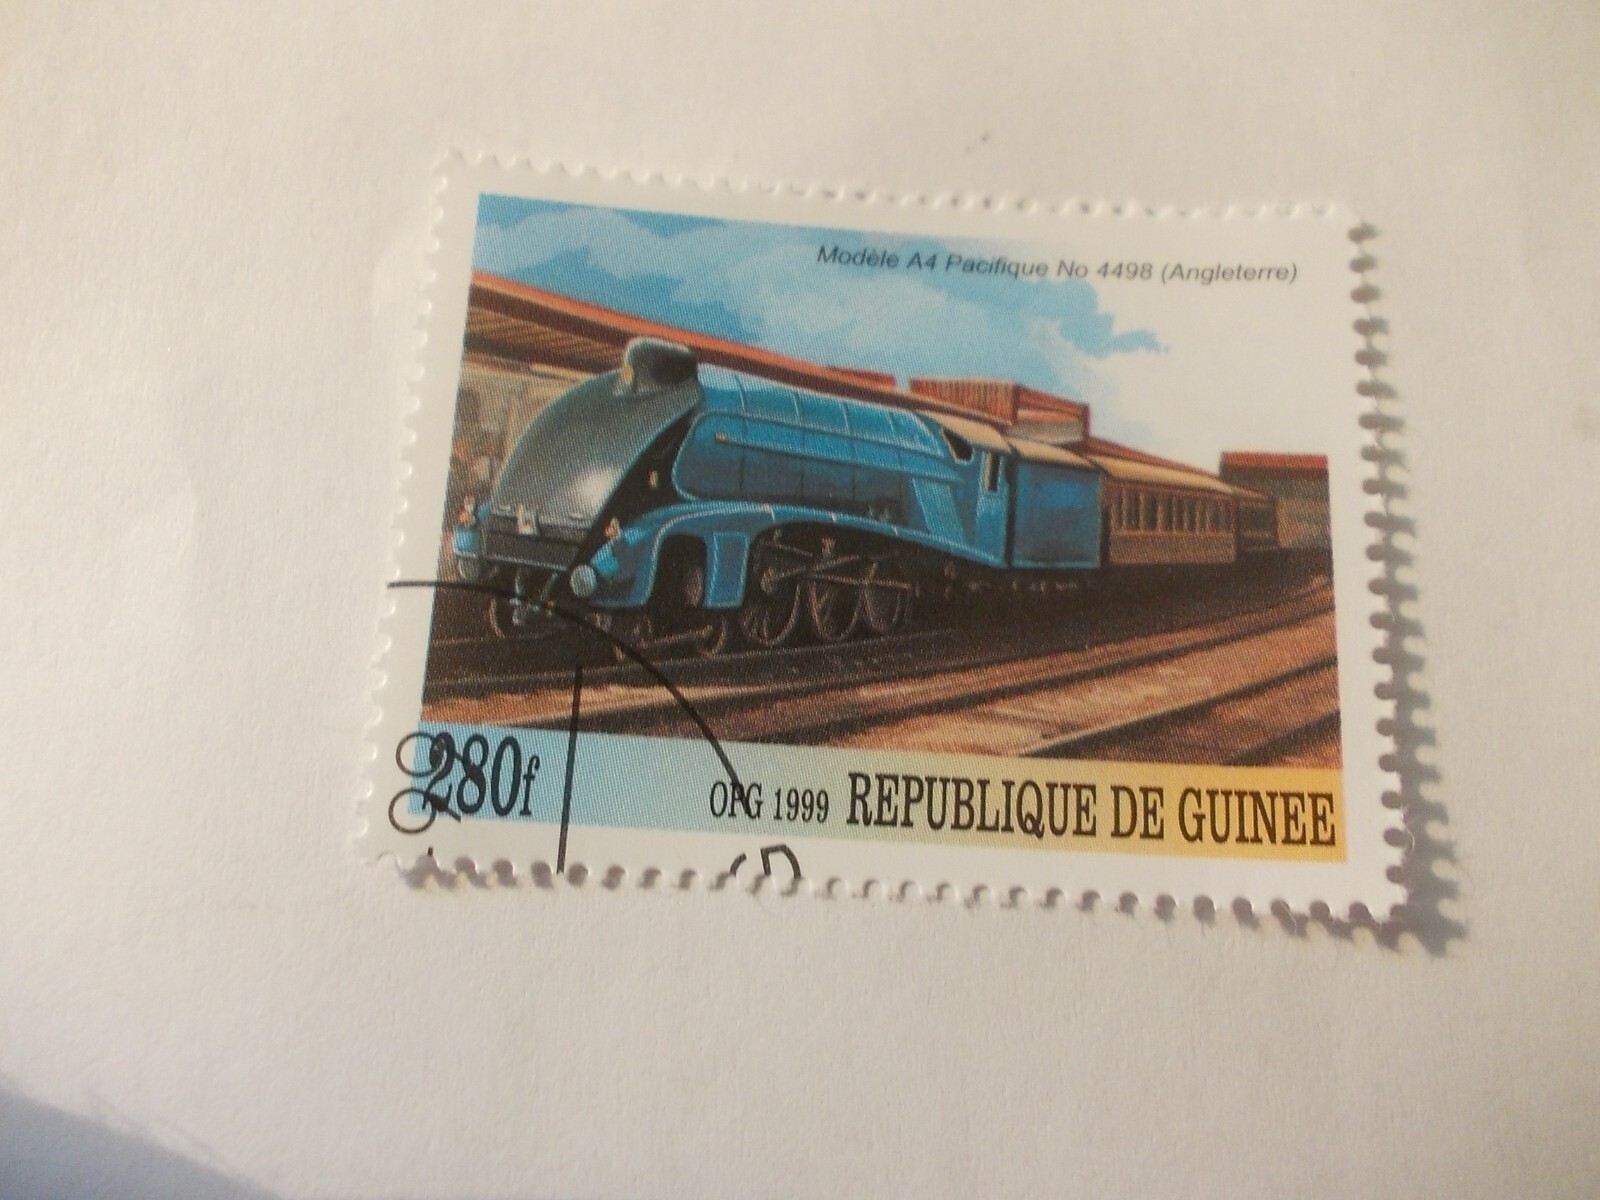 Modèle A4 Pacifique No 4498 (Angleterre)
280f
OPG 1999 REPUBLIQUE DE GUINEE